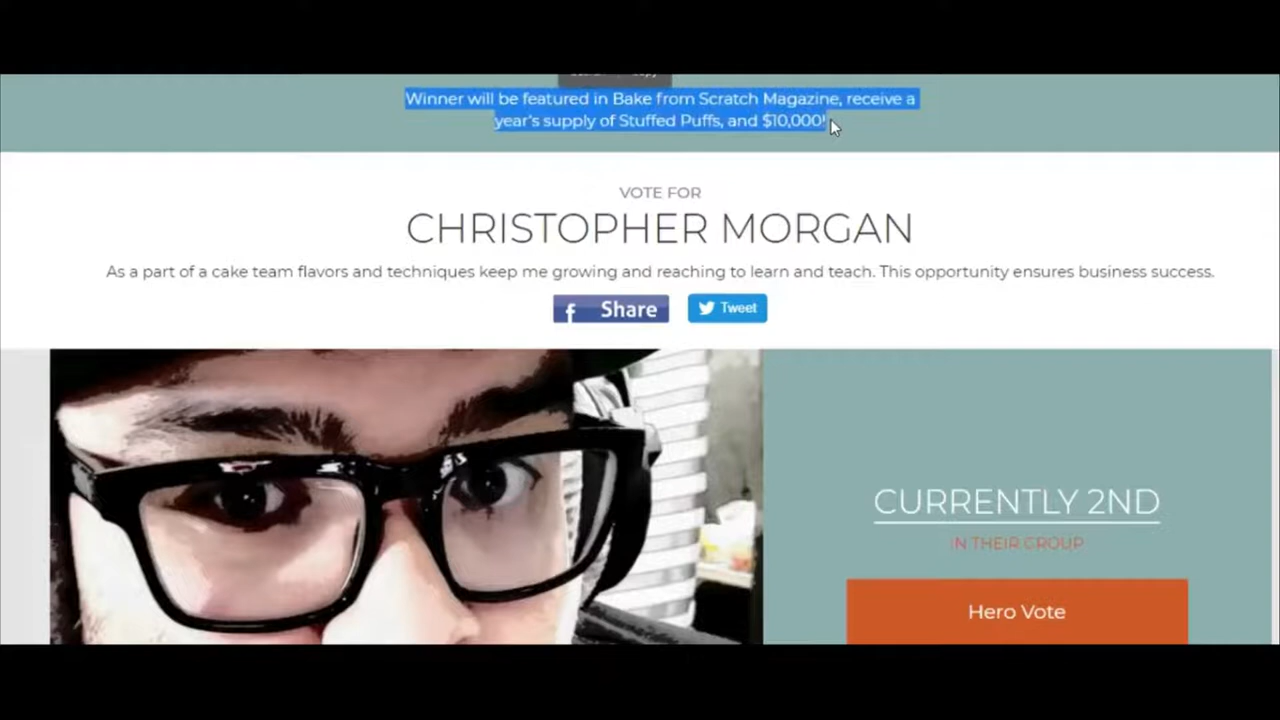 Winner will be featured in Bake from Scratch Magazine, receive a
year's supply of Stuffed Puffs, and $10,000!
VOTE FOR
CHRISTOPHER MORGAN
As a part of a cake team flavors and techniques keep me growing and reaching to learn and teach. This opportunity ensures business success.
f Share
Tweet
CURRENTLY 2ND
IN THEIR GROUP
Hero Vote